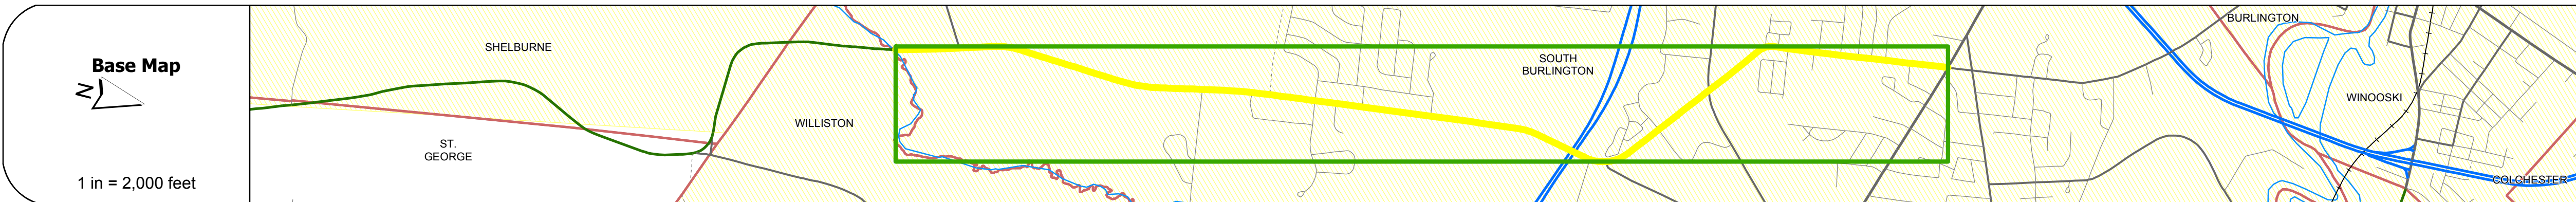 Base Map
N
1 in = 2,000 feet
SHELBURNE
ST.
GEORGE
WILLISTON
SOUTH
BURLINGTON
BURLINGTON
WINOOSKI
COLCHESTER